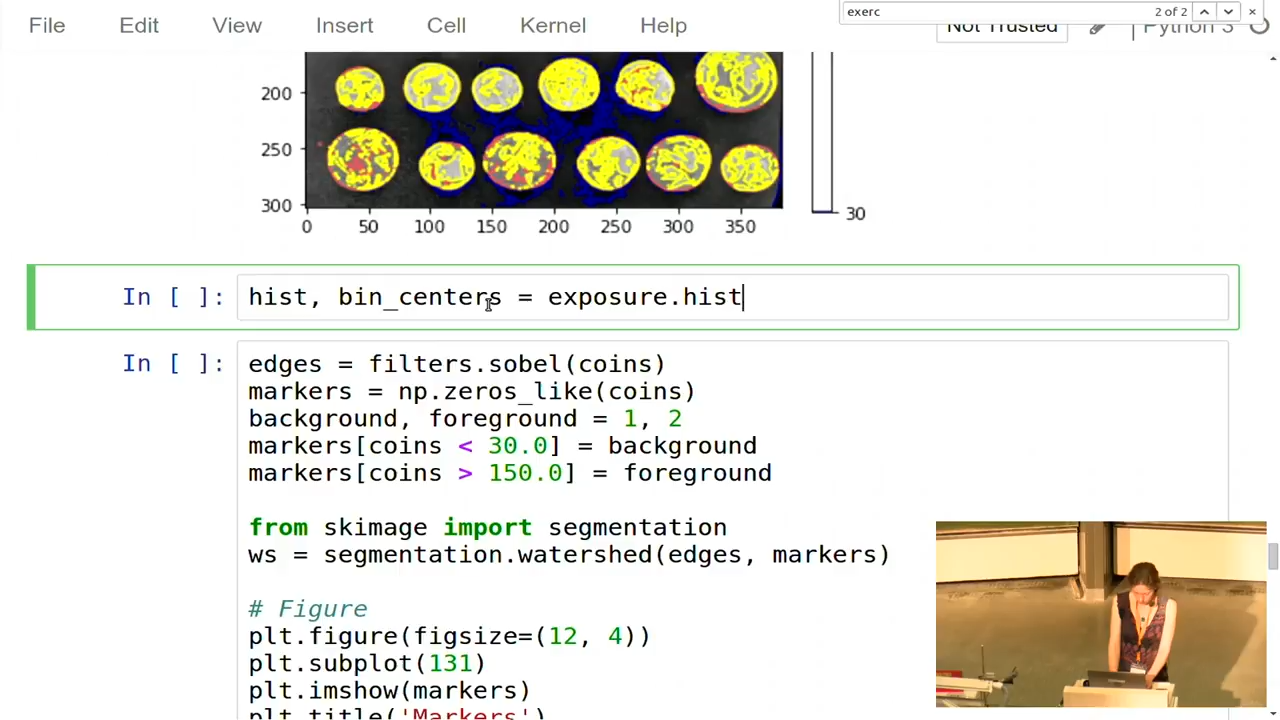 exerc 2 of 2
File Edit View Insert Cell Kernel Help Not Trusted Python 3
200
250
300
0 50 100 150 200 250 300 350
30
In [ ]: hist, bin_centers = exposure.hist
In [ ]: edges = filters.sobel(coins)
markers = np.zeros_like(coins)
background, foreground = 1, 2
markers[coins < 30.0] = background
markers[coins > 150.0] = foreground
from skimage import segmentation
ws = segmentation.watershed(edges, markers)
# Figure
plt.figure(figsize=(12, 4))
plt.subplot(131)
plt.imshow(markers)
plt.title('Markers')